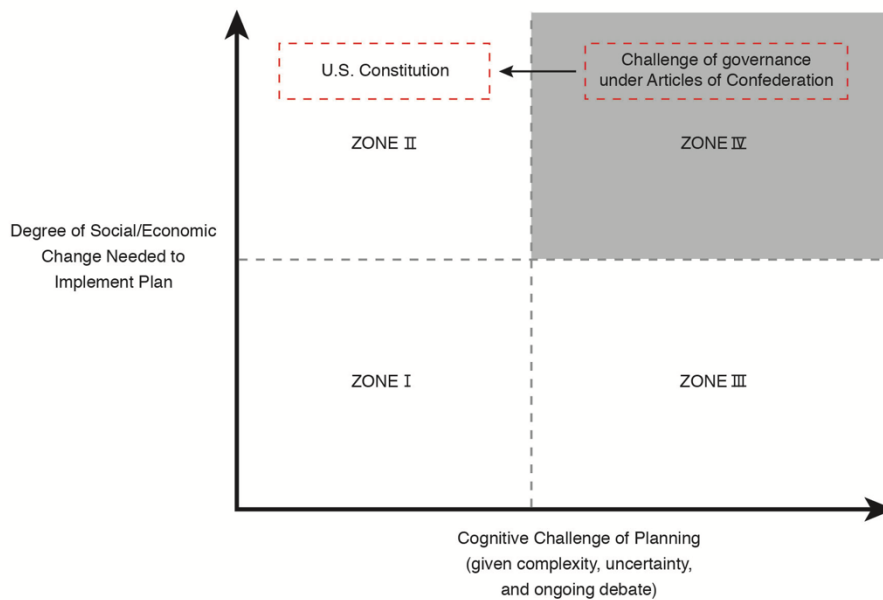 U.S. Constitution
Challenge of governance
under Articles of Confederation
ZONE II
ZONE IV
Degree of Social/Economic
Change Needed to
Implement Plan
ZONE I
ZONE III
Cognitive Challenge of Planning
(given complexity, uncertainty,
and ongoing debate)